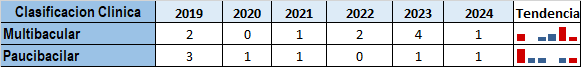 Clasificacion Clinica 2019 2020 2021 2022 2023 2024 Tendencia
Multibacular 2 0 1 2 4 1
Paucibacilar 3 1 1 0 1 1